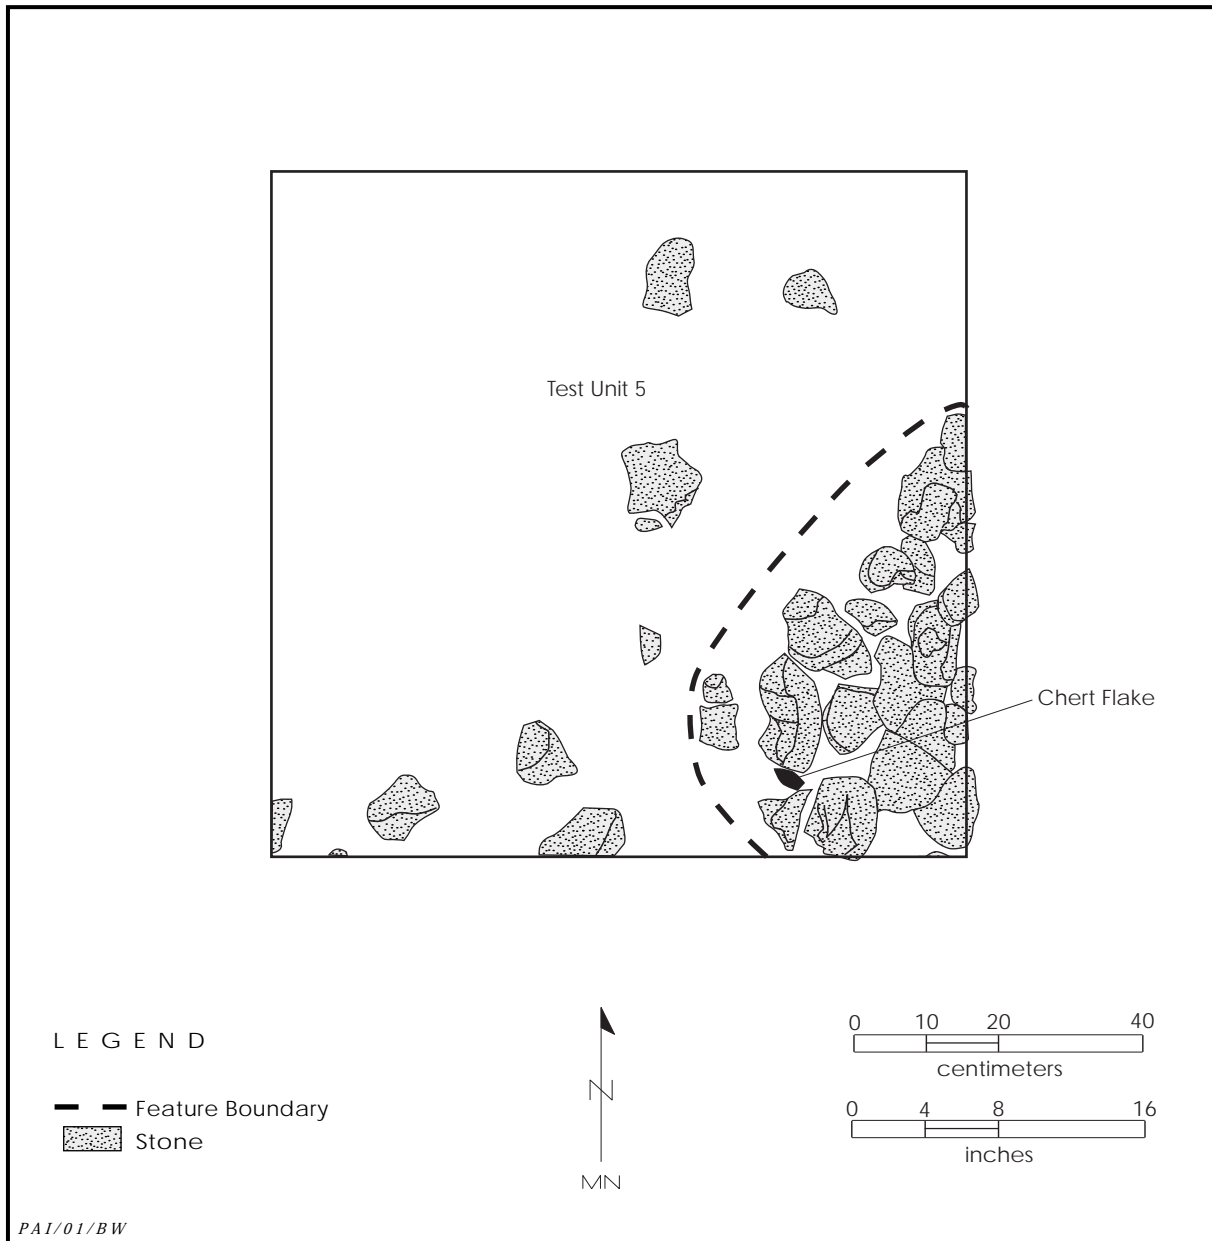 Test Unit 5
Chert Flake
LEGEND
Feature Boundary
Stone
N
MN
0 10 20 40
centimeters
0 4 8 16
inches
PAI/01/BW